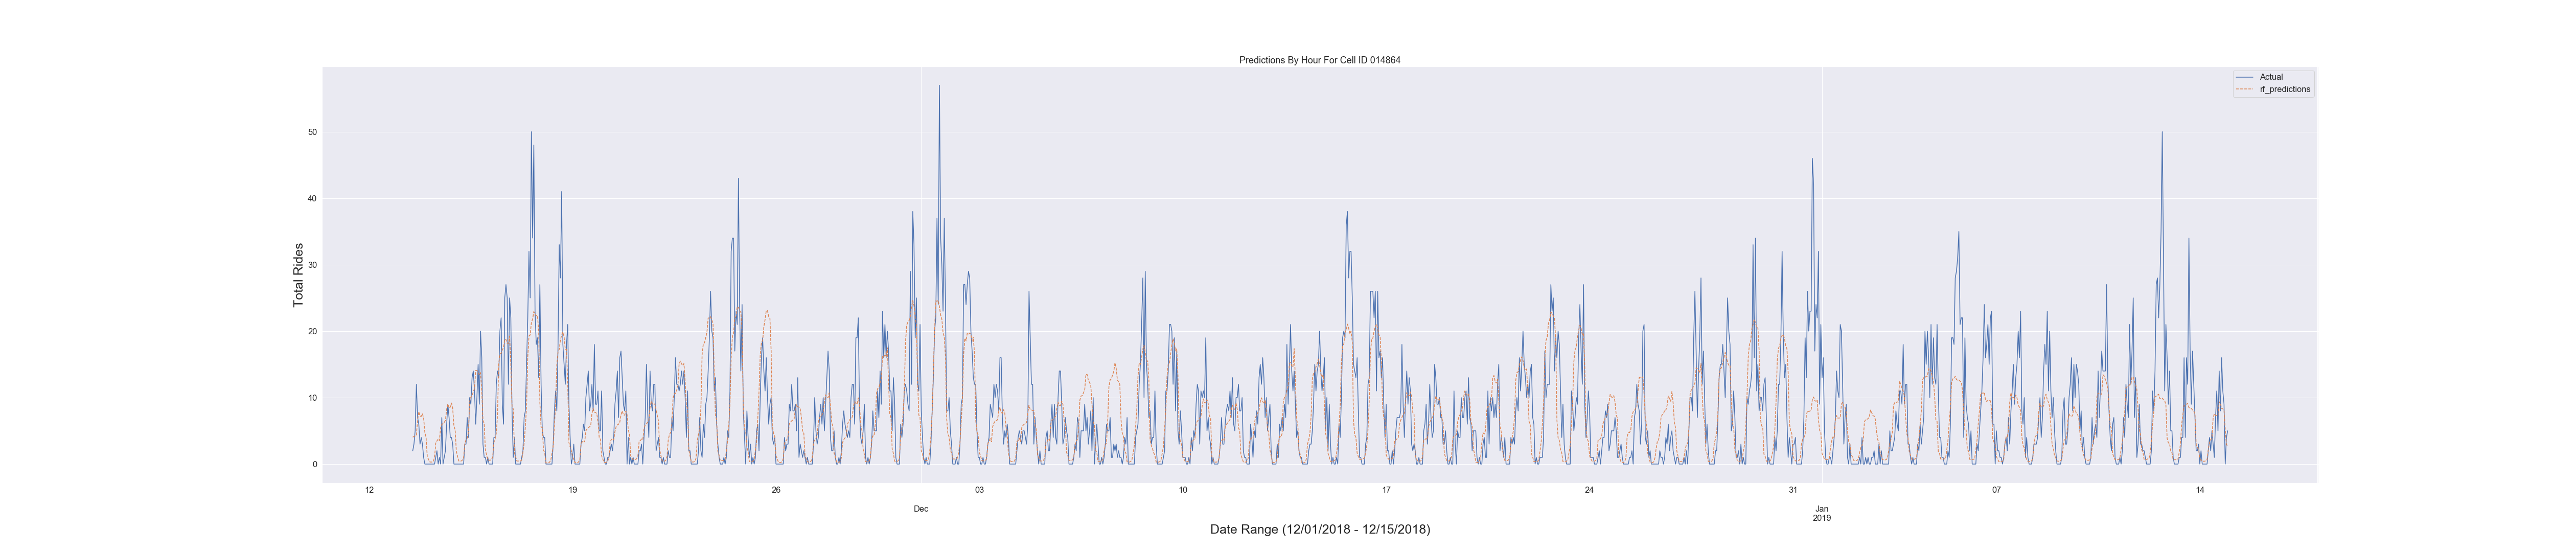 Predictions By Hour For Cell ID 014864
Actual
rf_predictions
50
40
30
20
10
0
Total Rides
12 19 26 03 10 17 24 31 07 14
Dec Jan
2019
Date Range (12/01/2018 - 12/15/2018)